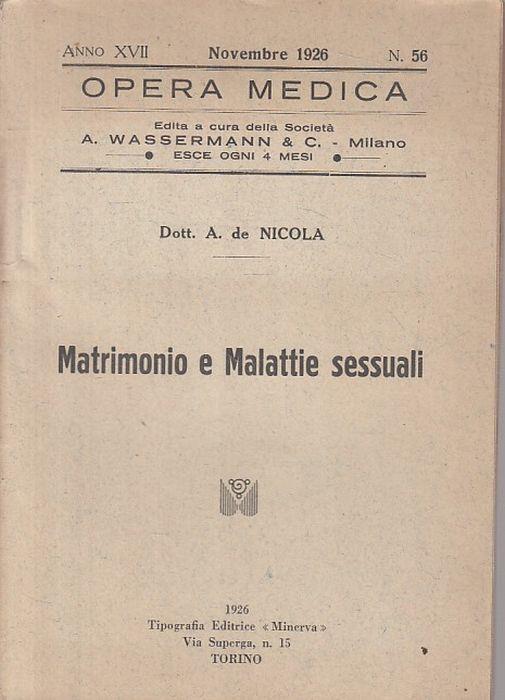 ANNO XVII Novembre 1926 N. 56
OPERA MEDICA
Edita a cura della Società
A. WASSERMANN & C. - Milano
ESCE OGNI 4 MESI
Dott. A. de NICOLA
Matrimonio e Malattie sessuali
1926
Tipografia Editrice « Minerva »
Via Superga, n. 15
TORINO